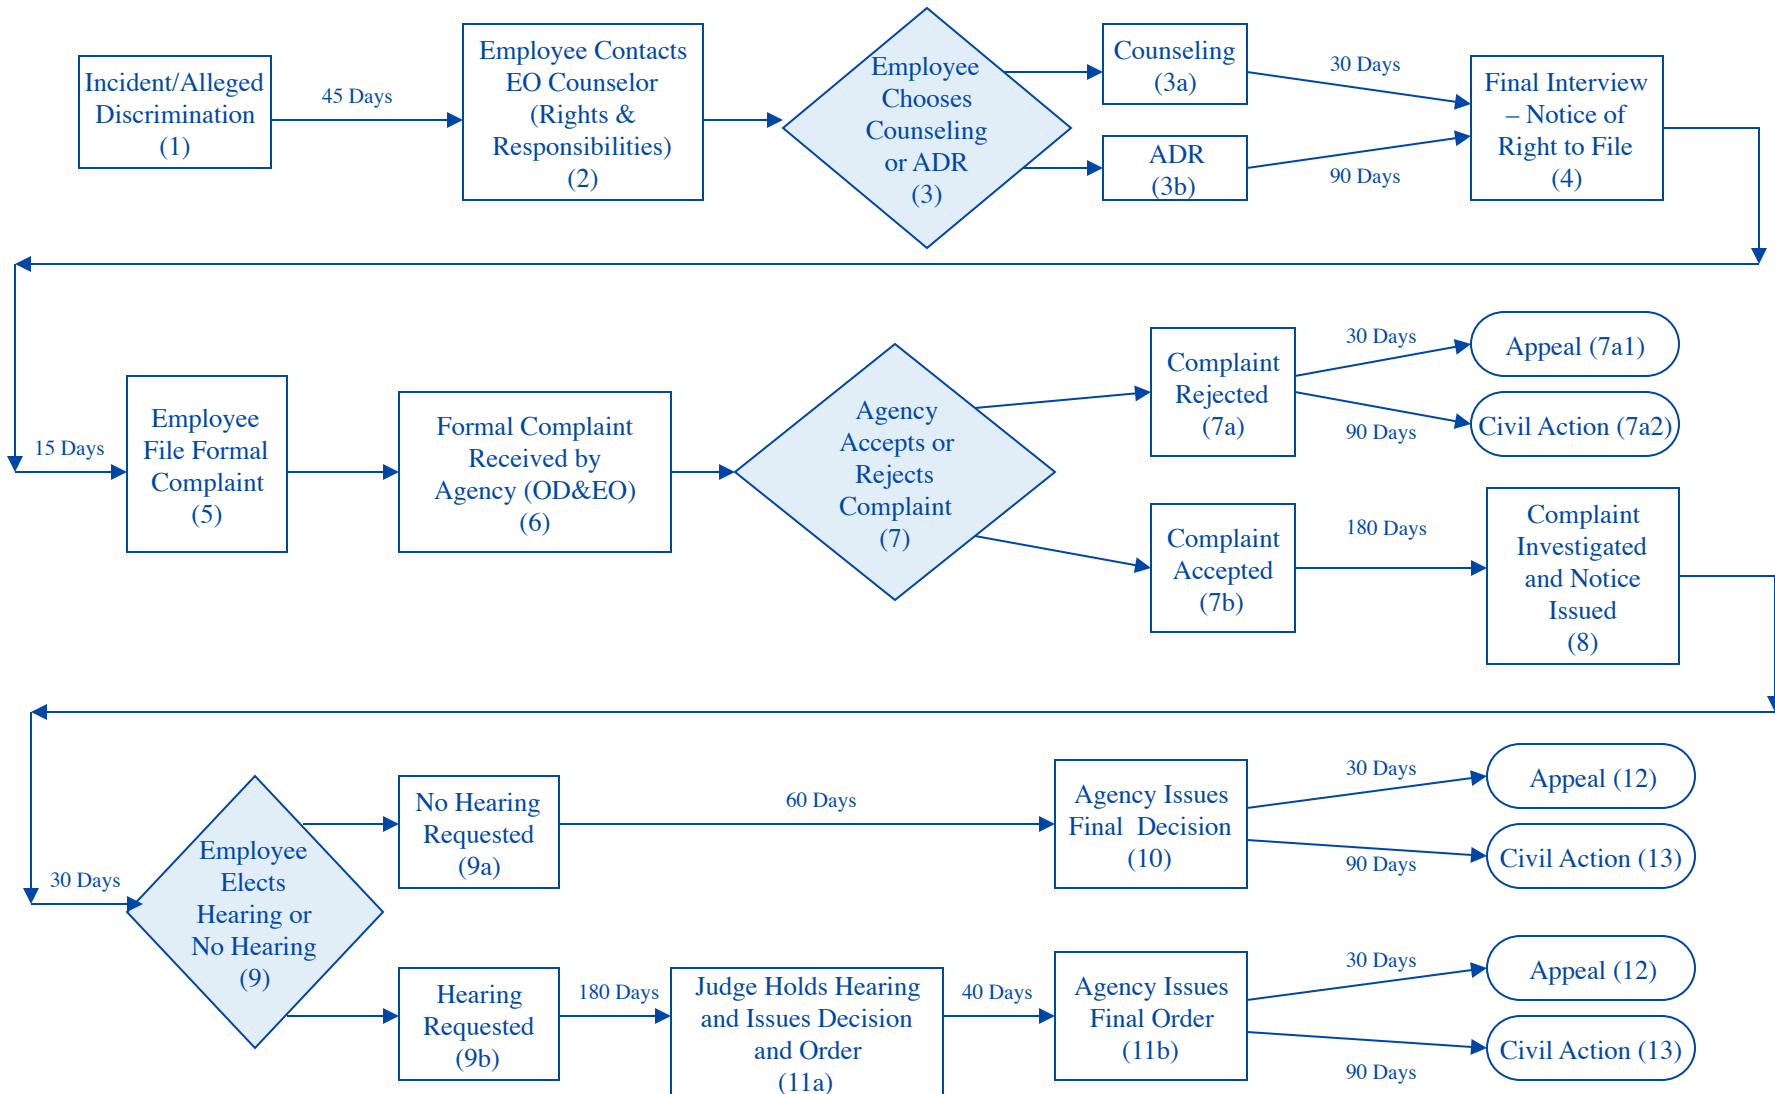 Incident/Alleged
Discrimination
(1)
45 Days
Employee Contacts
EO Counselor
(Rights &
Responsibilities)
(2)
Employee
Chooses
Counseling
or ADR
(3)
Counseling
(3a)
ADR
(3b)
30 Days
90 Days
Final Interview
– Notice of
Right to File
(4)
15 Days
Employee
File Formal
Complaint
(5)
Formal Complaint
Received by
Agency (OD&EO)
(6)
Agency
Accepts or
Rejects
Complaint
(7)
Complaint
Rejected
(7a)
30 Days
90 Days
Appeal (7a1)
Civil Action (7a2)
Complaint
Accepted
(7b)
180 Days
Complaint
Investigated
and Notice
Issued
(8)
30 Days
Employee
Elects
Hearing or
No Hearing
(9)
No Hearing
Requested
(9a)
60 Days
Agency Issues
Final  Decision
(10)
30 Days
90 Days
Appeal (12)
Civil Action (13)
Hearing
Requested
(9b)
180 Days
Judge Holds Hearing
and Issues Decision
and Order
(11a)
40 Days
Agency Issues
Final Order
(11b)
30 Days
90 Days
Appeal (12)
Civil Action (13)